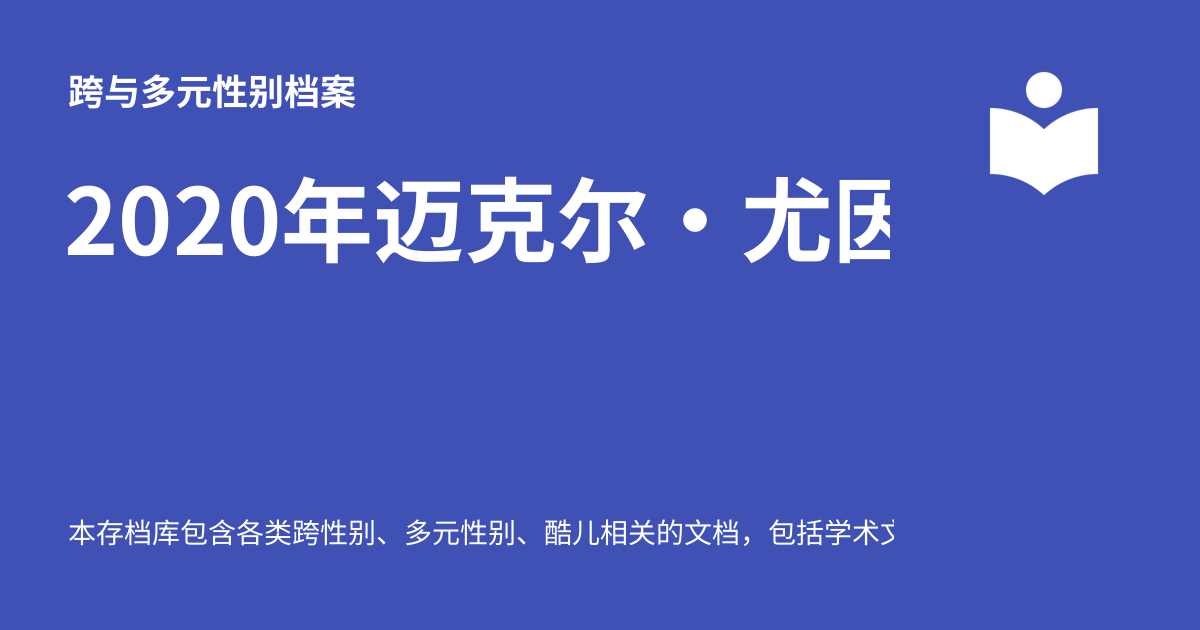 跨与多元性别档案
2020年迈克尔・尤因
本存档库包含各类跨性别、多元性别、酷儿相关的文档，包括学术文